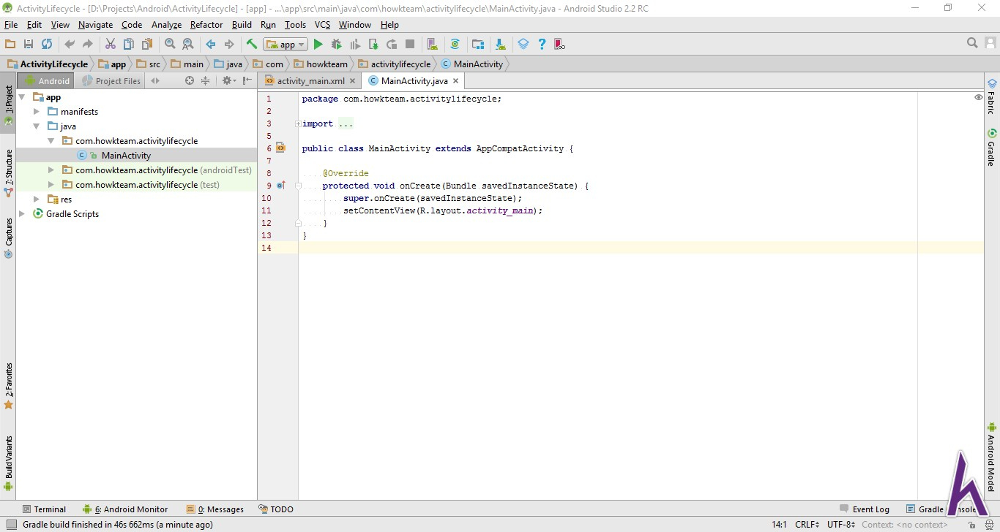 ActivityLifecycle - [D:\Projects\Android\ActivityLifecycle] - [app] - ...\app\src\main\java\com\howkteam\activitylifecycle\MainActivity.java - Android Studio 2.2 RC
File Edit View Navigate Code Analyze Refactor Build Run Tools VCS Window Help
app
ActivityLifecycle app src main java com howkteam activitylifecycle MainActivity
Android Project Files activity_main.xml MainActivity.java
1: Project
7: Structure
Captures
2: Favorites
Build Variants
app
manifests
java
com.howkteam.activitylifecycle
MainActivity
com.howkteam.activitylifecycle (androidTest)
com.howkteam.activitylifecycle (test)
res
Gradle Scripts
1 package com.howkteam.activitylifecycle;
2
3 import ...
5
6 public class MainActivity extends AppCompatActivity {
7
8 @Override
9 protected void onCreate(Bundle savedInstanceState) {
10 super.onCreate(savedInstanceState);
11 setContentView(R.layout.activity_main);
12 }
13 }
14
Fabric
Gradle
Android Model
Terminal 6: Android Monitor 0: Messages TODO Event Log Gradle
Gradle build finished in 46s 662ms (a minute ago) 14:1 CRLF UTF-8 Context: <no context>